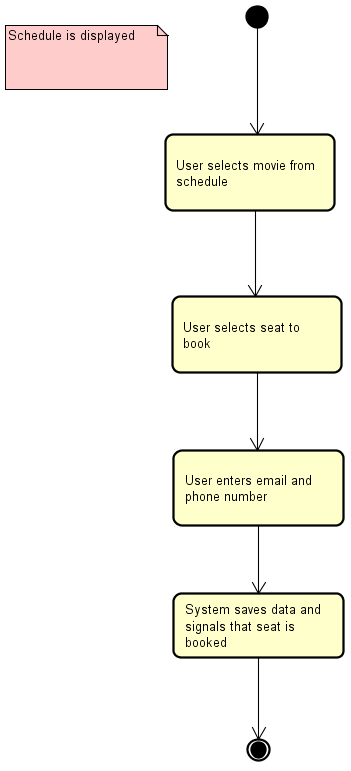 Schedule is displayed
User selects movie from
schedule
User selects seat to
book
User enters email and
phone number
System saves data and
signals that seat is
booked